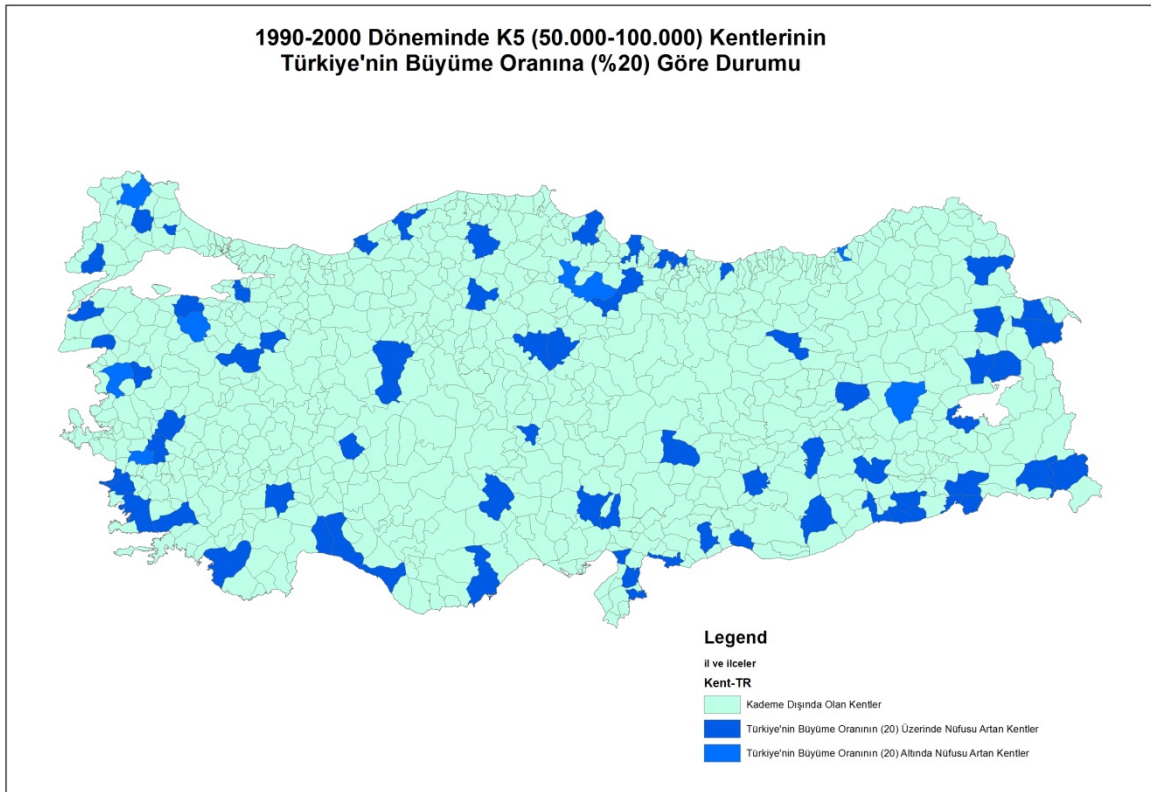 1990-2000 Döneminde K5 (50.000-100.000) Kentlerinin
Türkiye'nin Büyüme Oranına (%20) Göre Durumu
Legend
il ve ilceler
Kent-TR
Kademe Dışında Olan Kentler
Türkiye'nin Büyüme Oranının (20) Üzerinde Nüfusu Artan Kentler
Türkiye'nin Büyüme Oranının (20) Altında Nüfusu Artan Kentler